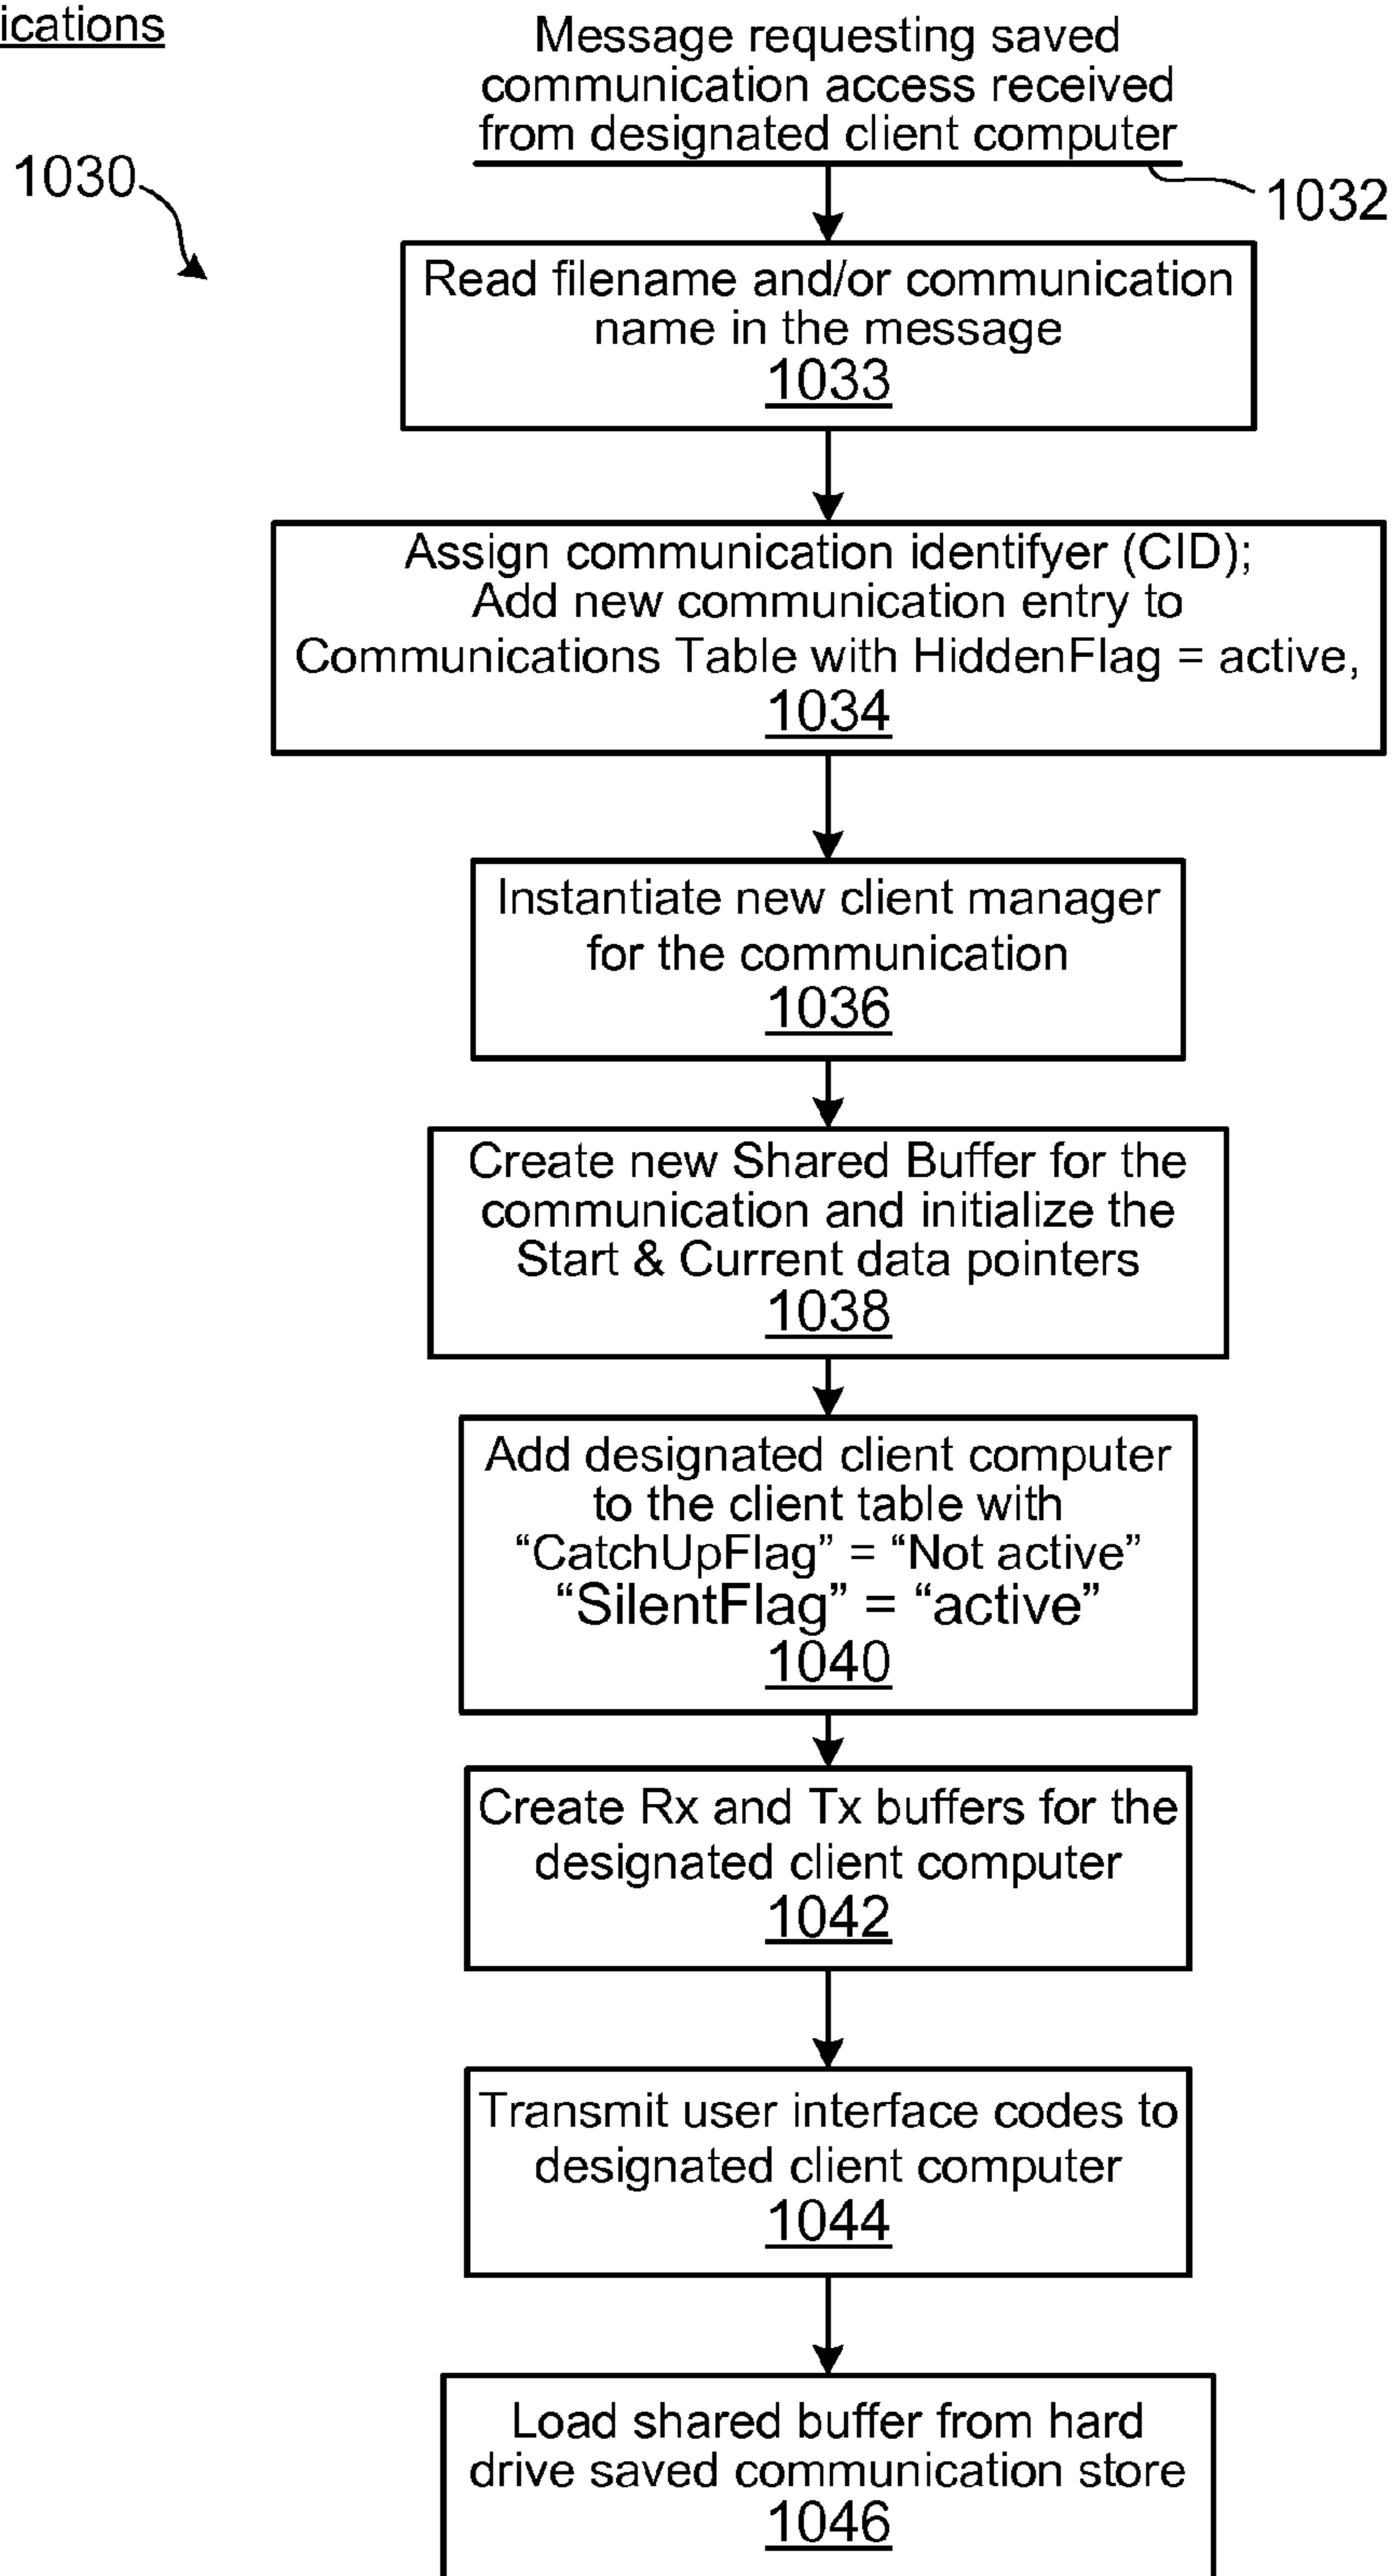 ications
Message requesting saved
communication access received
from designated client computer
1030
1032
Read filename and/or communication
name in the message
1033
Assign communication identifyer (CID);
Add new communication entry to
Communications Table with HiddenFlag = active,
1034
Instantiate new client manager
for the communication
1036
Create new Shared Buffer for the
communication and initialize the
Start & Current data pointers
1038
Add designated client computer
to the client table with
“CatchUpFlag” = “Not active”
“SilentFlag” = “active”
1040
Create Rx and Tx buffers for the
designated client computer
1042
Transmit user interface codes to
designated client computer
1044
Load shared buffer from hard
drive saved communication store
1046